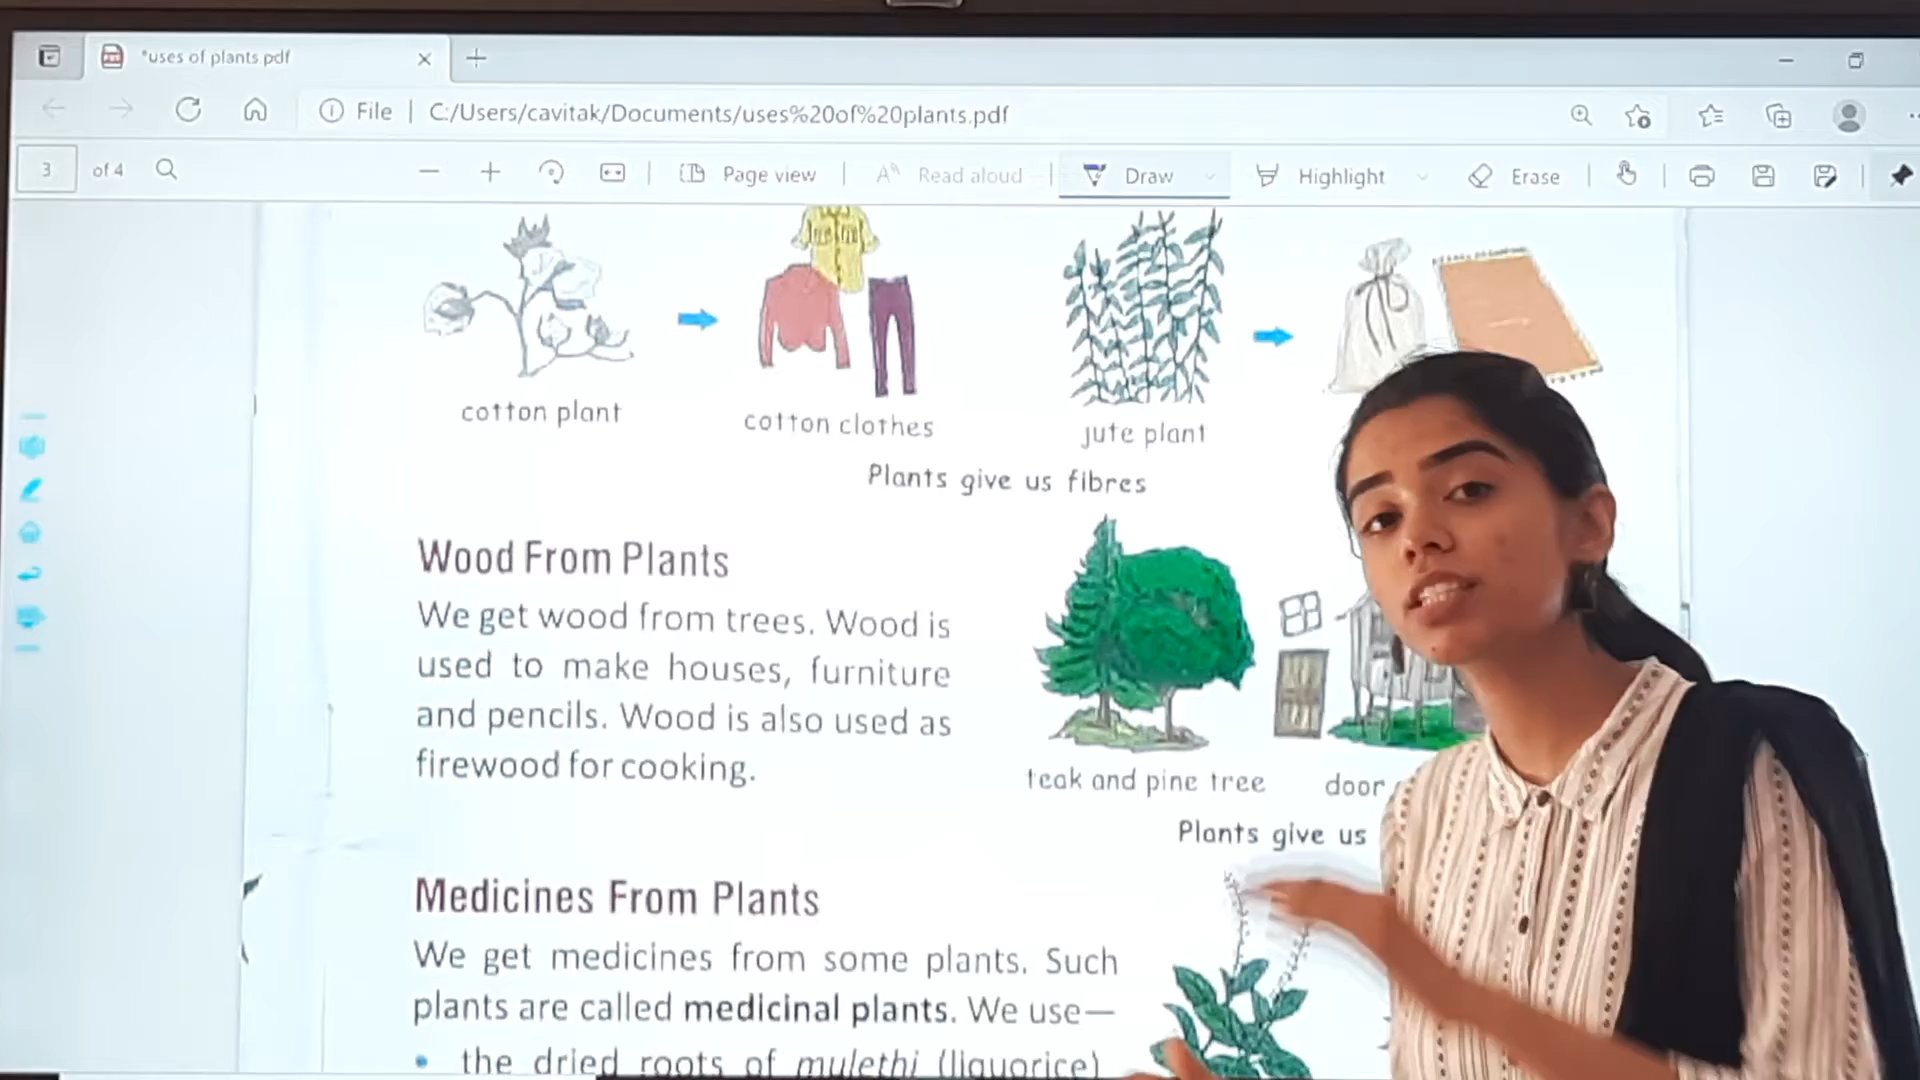 *uses of plants.pdf
File | C:/Users/cavitak/Documents/uses%20of%20plants.pdf
3 of 4 Page view Read aloud Draw Highlight Erase
cotton plant
cotton clothes
jute plant
Plants give us fibres
Wood From Plants
We get wood from trees. Wood is
used to make houses, furniture
and pencils. Wood is also used as
firewood for cooking.
teak and pine tree
door
Plants give us
Medicines From Plants
We get medicines from some plants. Such
plants are called medicinal plants. We use—
• the dried roots of mulethi (liquorice)